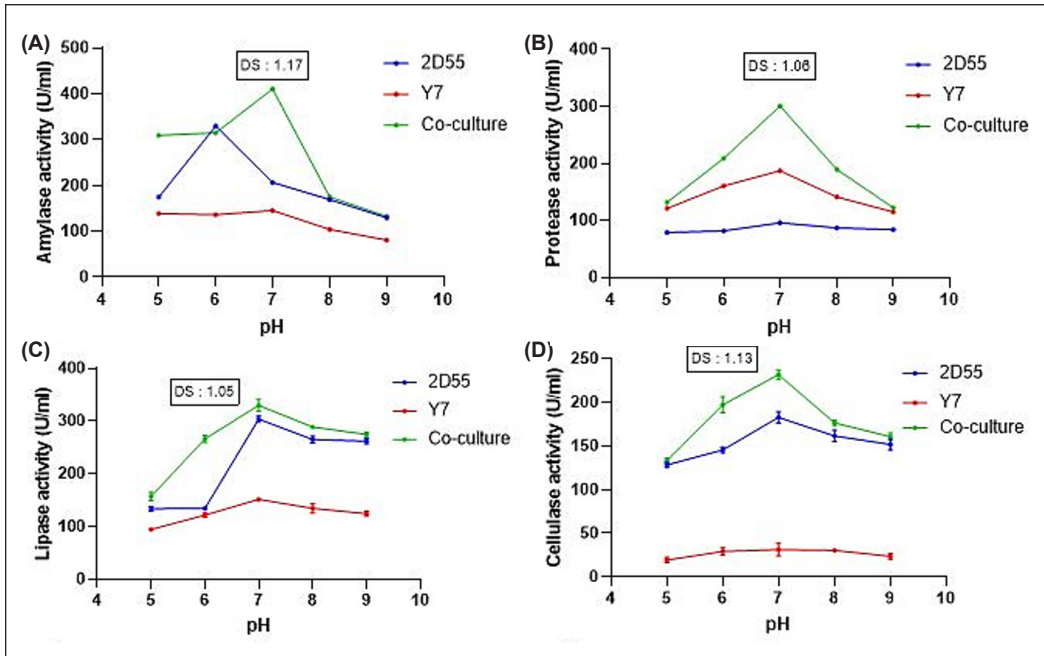 (A)
Amylase activity (U/ml)
500
400
300
200
100
0
DS : 1.17
2D55
Y7
Co-culture
4 5 6 7 8 9 10
pH
(B)
Protease activity (U/ml)
400
300
200
100
0
DS : 1.06
2D55
Y7
Co-culture
4 5 6 7 8 9 10
pH
(C)
Lipase activity (U/ml)
400
300
200
100
0
DS : 1.05
2D55
Y7
Co-culture
4 5 6 7 8 9 10
pH
(D)
Cellulase activity (U/ml)
250
200
150
100
50
0
DS : 1.13
2D55
Y7
Co-culture
4 5 6 7 8 9 10
pH